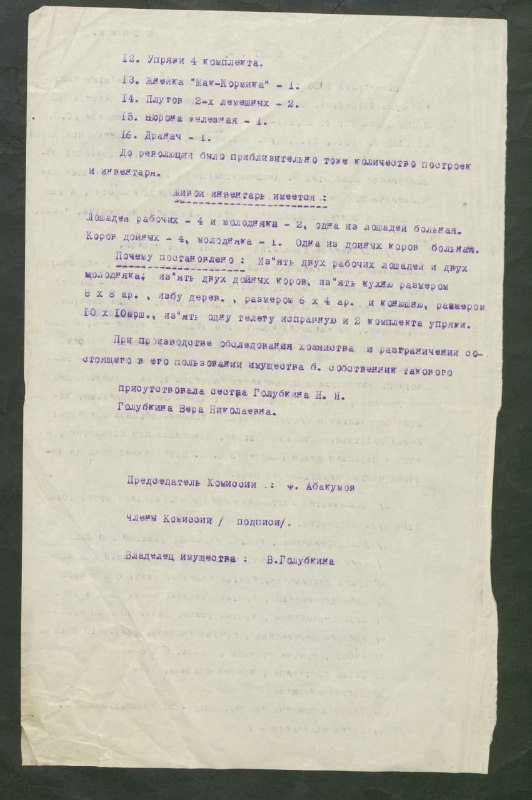 12. Упряжи 4 комплекта.
13. Жнейка "Мак-Кормика" - 1.
14. Плугов 2-х лемешных - 2.
15. Борона железная - 1.
16. Драпач - 1.
До революции было приблизительно тоже количество построек
и инвентаря.
Живой инвентарь имеется :
Лошадей рабочих - 4 и молодняка - 2, одна из лошадей больная.
Коров дойных - 4, молодняка - 1. Одна из дойных коров больная.
Почему постановлено : Из"ять двух рабочих лошадей и двух
молодняка, из"ять двух дойных коров, из"ять кухню размером
8 х 8 ар., избу дерев., размером 6 х 4 ар. и конюшню, размером
10 х 10арш., из"ять одну телегу исправную и 2 комплекта упряжи.
При производстве обследования хозяйства и разграничении со-
стоящего в его пользовании имущества б. собственник такового
присутствовала сестра Голубкина Н. Н.
Голубкина Вера Николаевна.
Председатель Комиссии : Ф. Абакумов
Члены Комиссии / подписи/.
Владелец имущества : В.Голубкина